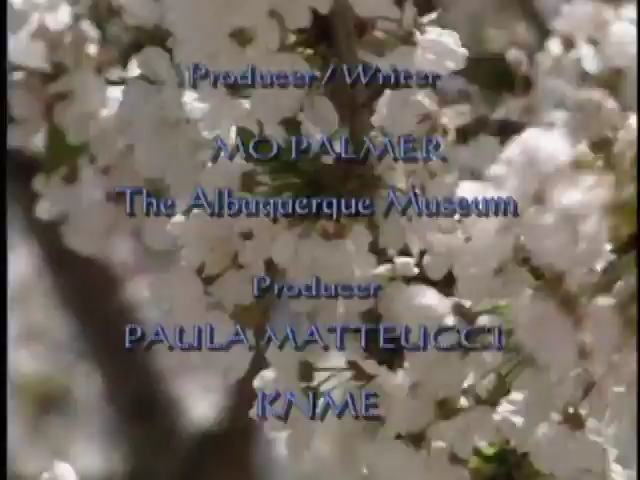 Producer/Writer
MO PALMER
The Albuquerque Museum
Producer
PAULA MATTEUCCI
KNME